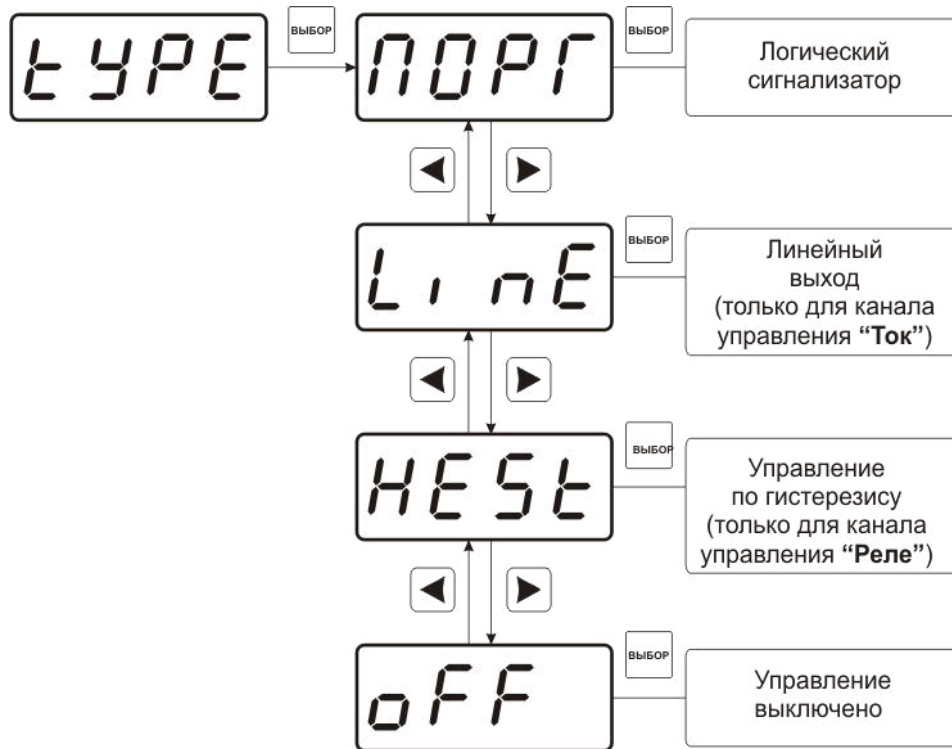 tYPE
ВЫБОР
ПОРГ
ВЫБОР
Логический
сигнализатор
LinE
ВЫБОР
Линейный
выход
(только для канала
управления “Ток”)
HESt
ВЫБОР
Управление
по гистерезису
(только для канала
управления “Реле”)
oFF
ВЫБОР
Управление
выключено